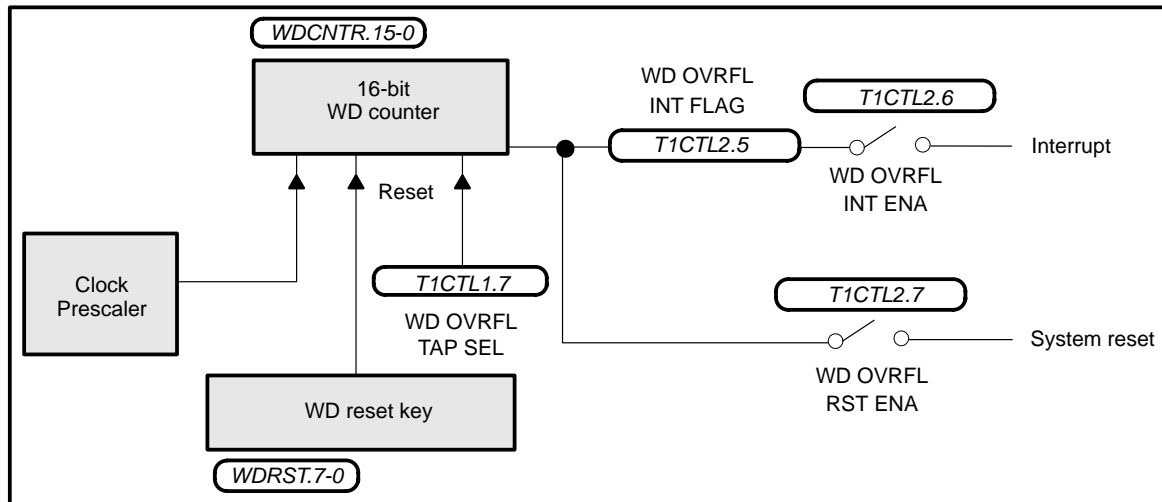 WDCNTR.15-0
16-bit
WD counter
WD OVRFL
INT FLAG
T1CTL2.6
T1CTL2.5
Interrupt
WD OVRFL
INT ENA
Reset
Clock
Prescaler
T1CTL1.7
WD OVRFL
TAP SEL
T1CTL2.7
System reset
WD OVRFL
RST ENA
WD reset key
WDRST.7-0